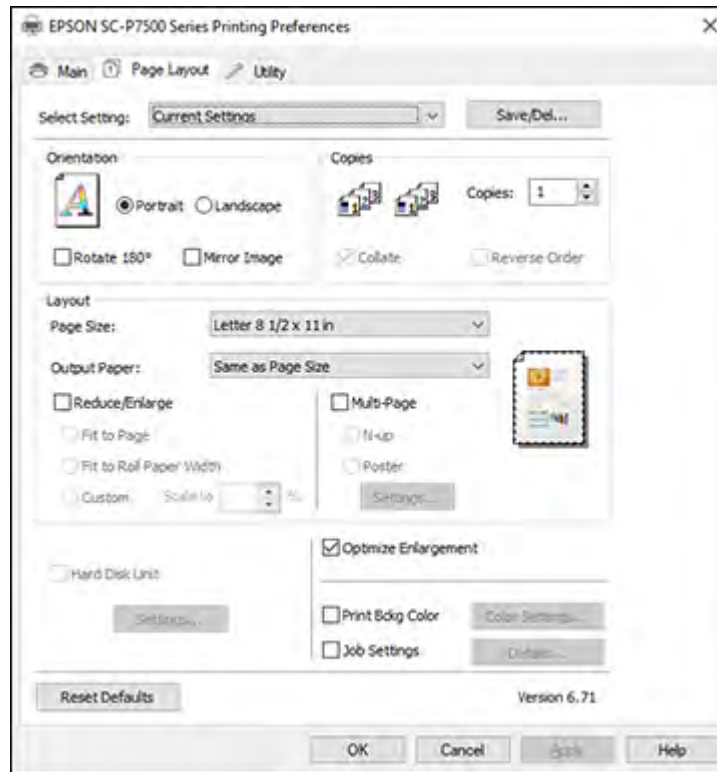 EPSON SC-P7500 Series Printing Preferences
Main Page Layout Utility
Select Setting: Current Settings Save/Del...
Orientation Copies
Portrait Landscape Copies: 1
Rotate 180° Mirror Image Collate Reverse Order
Layout
Page Size: Letter 8 1/2 x 11 in
Output Paper: Same as Page Size
Reduce/Enlarge Multi-Page
Fit to Page N-up
Fit to Roll Paper Width Poster
Custom Scale to % Settings...
Optimize Enlargement
Hard Disk Unit
Settings... Print Bckg Color Color Settings...
Job Settings Details...
Reset Defaults Version 6.71
OK Cancel Apply Help